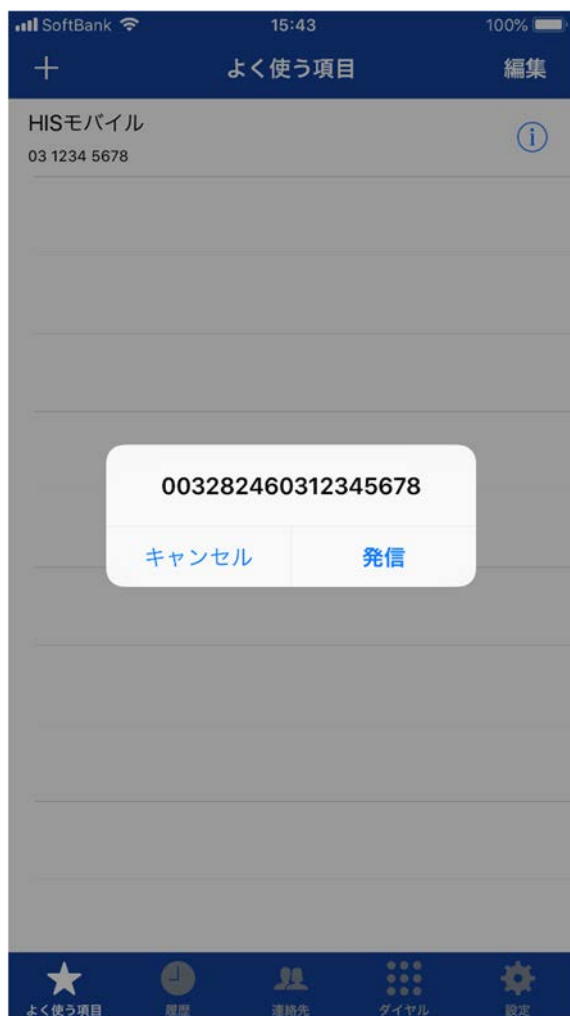 SoftBank 15:43 100%
+ よく使う項目 編集
HISモバイル
03 1234 5678
003282460312345678
キャンセル 発信
よく使う項目 履歴 連絡先 ダイヤル 設定